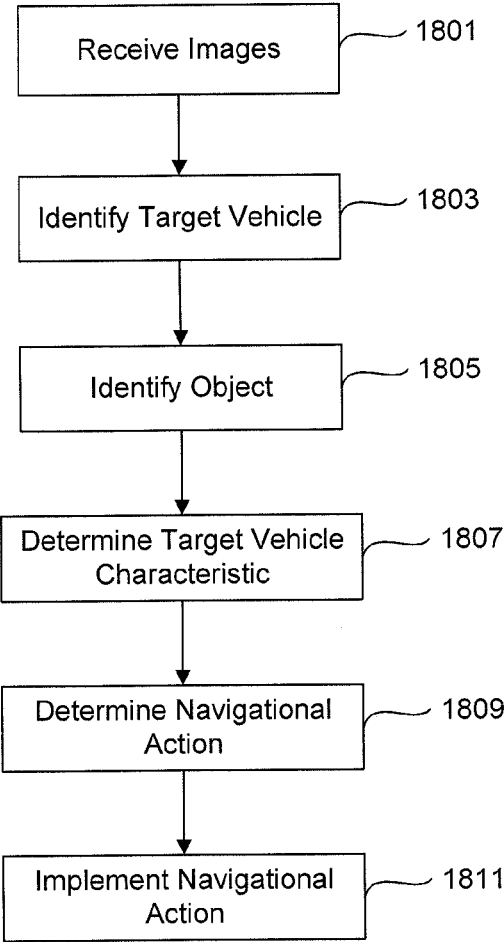 Receive Images
1801
Identify Target Vehicle
1803
Identify Object
1805
Determine Target Vehicle
Characteristic
1807
Determine Navigational
Action
1809
Implement Navigational
Action
1811